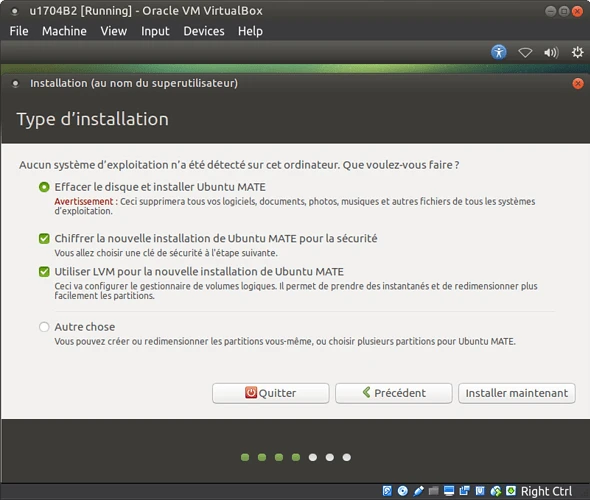 u1704B2 [Running] - Oracle VM VirtualBox
File Machine View Input Devices Help
Installation (au nom du superutilisateur)
Type d’installation
Aucun système d’exploitation n’a été détecté sur cet ordinateur. Que voulez-vous faire ?
Effacer le disque et installer Ubuntu MATE
Avertissement : Ceci supprimera tous vos logiciels, documents, photos, musiques et autres fichiers de tous les systèmes
d’exploitation.
Chiffrer la nouvelle installation de Ubuntu MATE pour la sécurité
Vous allez choisir une clé de sécurité à l’étape suivante.
Utiliser LVM pour la nouvelle installation de Ubuntu MATE
Ceci va configurer le gestionnaire de volumes logiques. Il permet de prendre des instantanés et de redimensionner plus
facilement les partitions.
Autre chose
Vous pouvez créer ou redimensionner les partitions vous-même, ou choisir plusieurs partitions pour Ubuntu MATE.
Quitter Précédent Installer maintenant
Right Ctrl